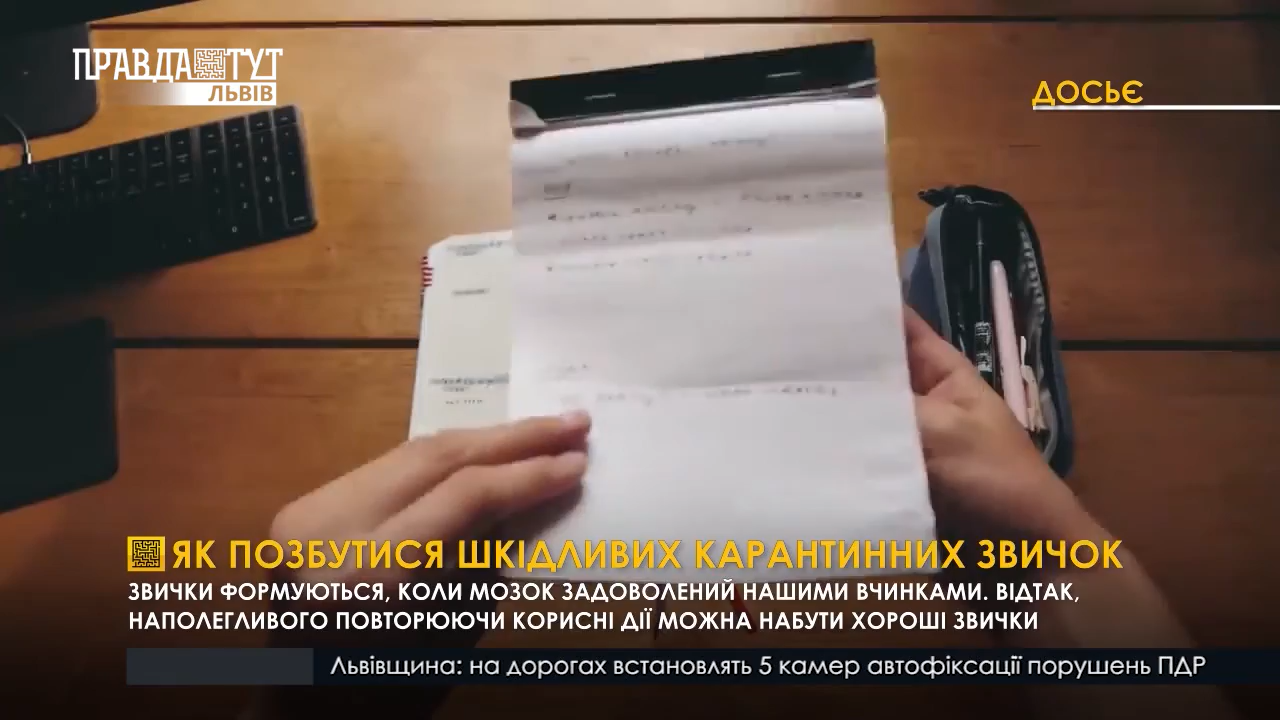 ПРАВДА ТУТ
ЛЬВІВ
ДОСЬЄ
ЯК ПОЗБУТИСЯ ШКІДЛИВИХ КАРАНТИННИХ ЗВИЧОК
ЗВИЧКИ ФОРМУЮТЬСЯ, КОЛИ МОЗОК ЗАДОВОЛЕНИЙ НАШИМИ ВЧИНКАМИ. ВІДТАК,
НАПОЛЕГЛИВОГО ПОВТОРЮЮЧИ КОРИСНІ ДІЇ МОЖНА НАБУТИ ХОРОШІ ЗВИЧКИ
Львівщина: на дорогах встановлять 5 камер автофіксації порушень ПДР